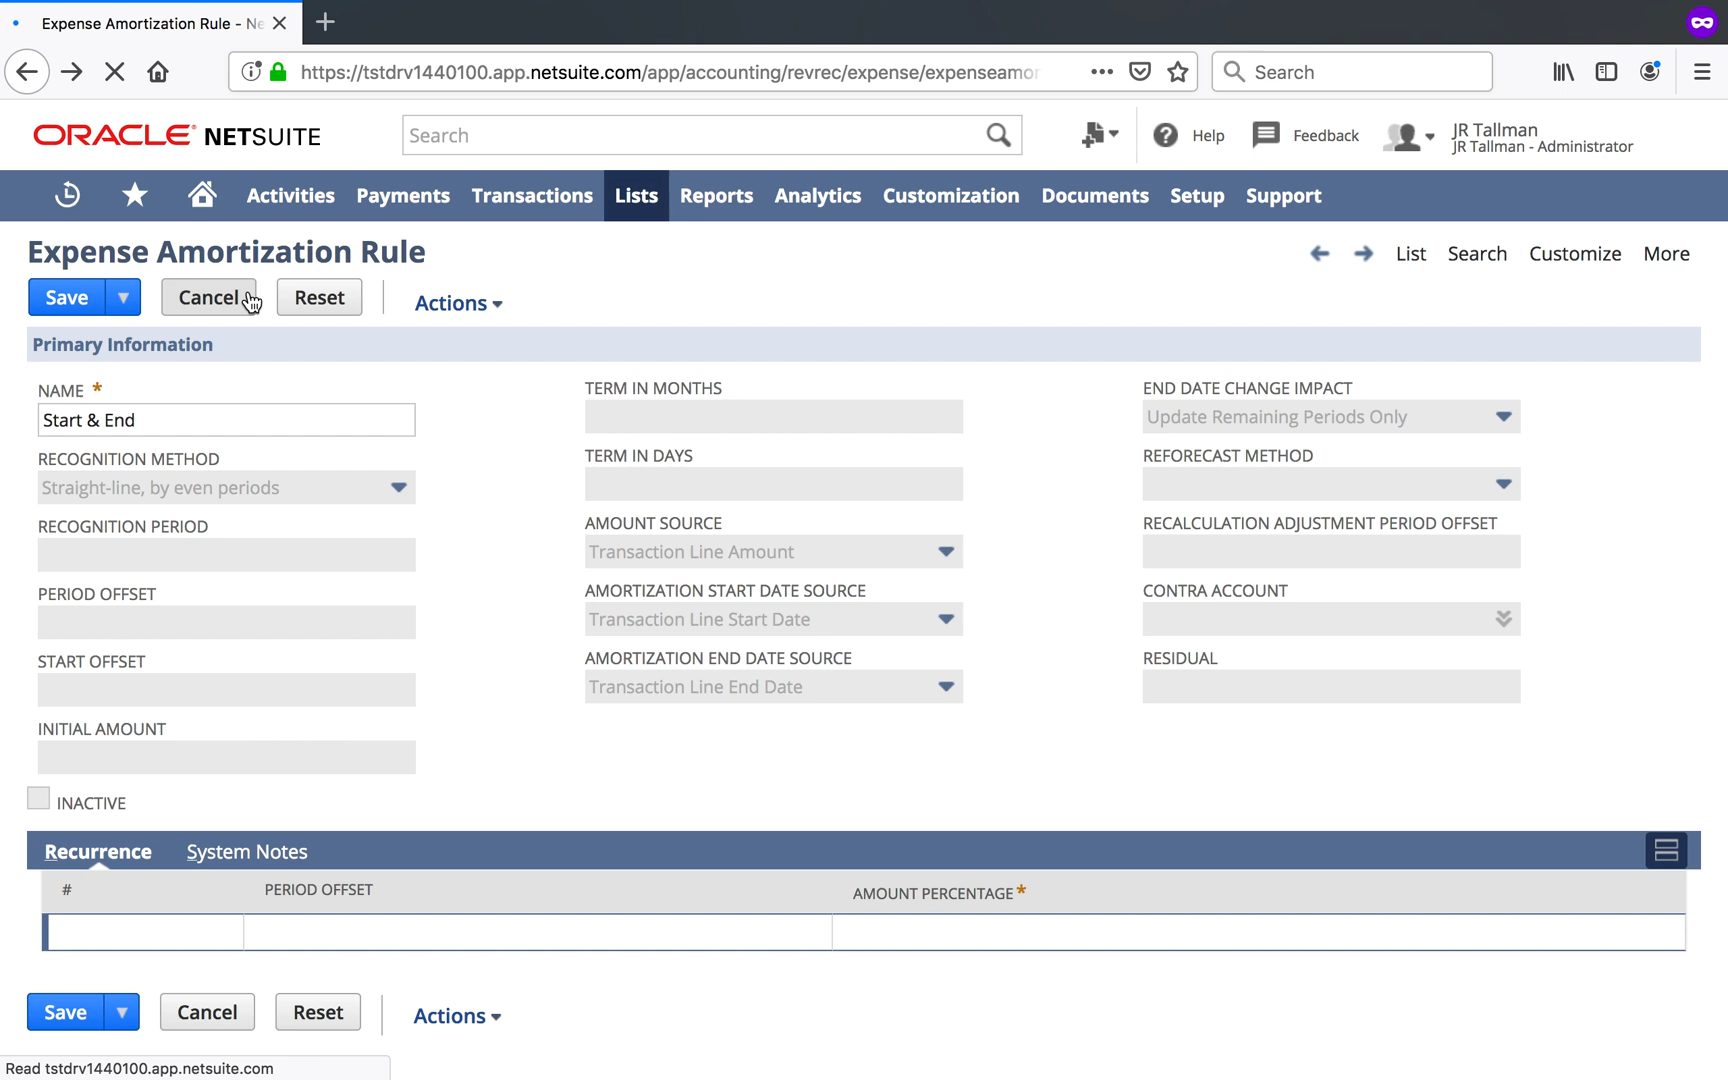 Expense Amortization Rule - Ne
https://tstdrv1440100.app.netsuite.com/app/accounting/revrec/expense/expenseamor
Search
ORACLE NETSUITE
Search
Help
Feedback
JR Tallman
JR Tallman - Administrator
Activities Payments Transactions Lists Reports Analytics Customization Documents Setup Support
Expense Amortization Rule
List Search Customize More
Save Cancel Reset Actions
Primary Information
NAME *
Start & End
RECOGNITION METHOD
Straight-line, by even periods
RECOGNITION PERIOD
PERIOD OFFSET
START OFFSET
INITIAL AMOUNT
INACTIVE
TERM IN MONTHS
TERM IN DAYS
AMOUNT SOURCE
Transaction Line Amount
AMORTIZATION START DATE SOURCE
Transaction Line Start Date
AMORTIZATION END DATE SOURCE
Transaction Line End Date
END DATE CHANGE IMPACT
Update Remaining Periods Only
REFORECAST METHOD
RECALCULATION ADJUSTMENT PERIOD OFFSET
CONTRA ACCOUNT
RESIDUAL
Recurrence System Notes
# PERIOD OFFSET AMOUNT PERCENTAGE *
Save Cancel Reset Actions
Read tstdrv1440100.app.netsuite.com